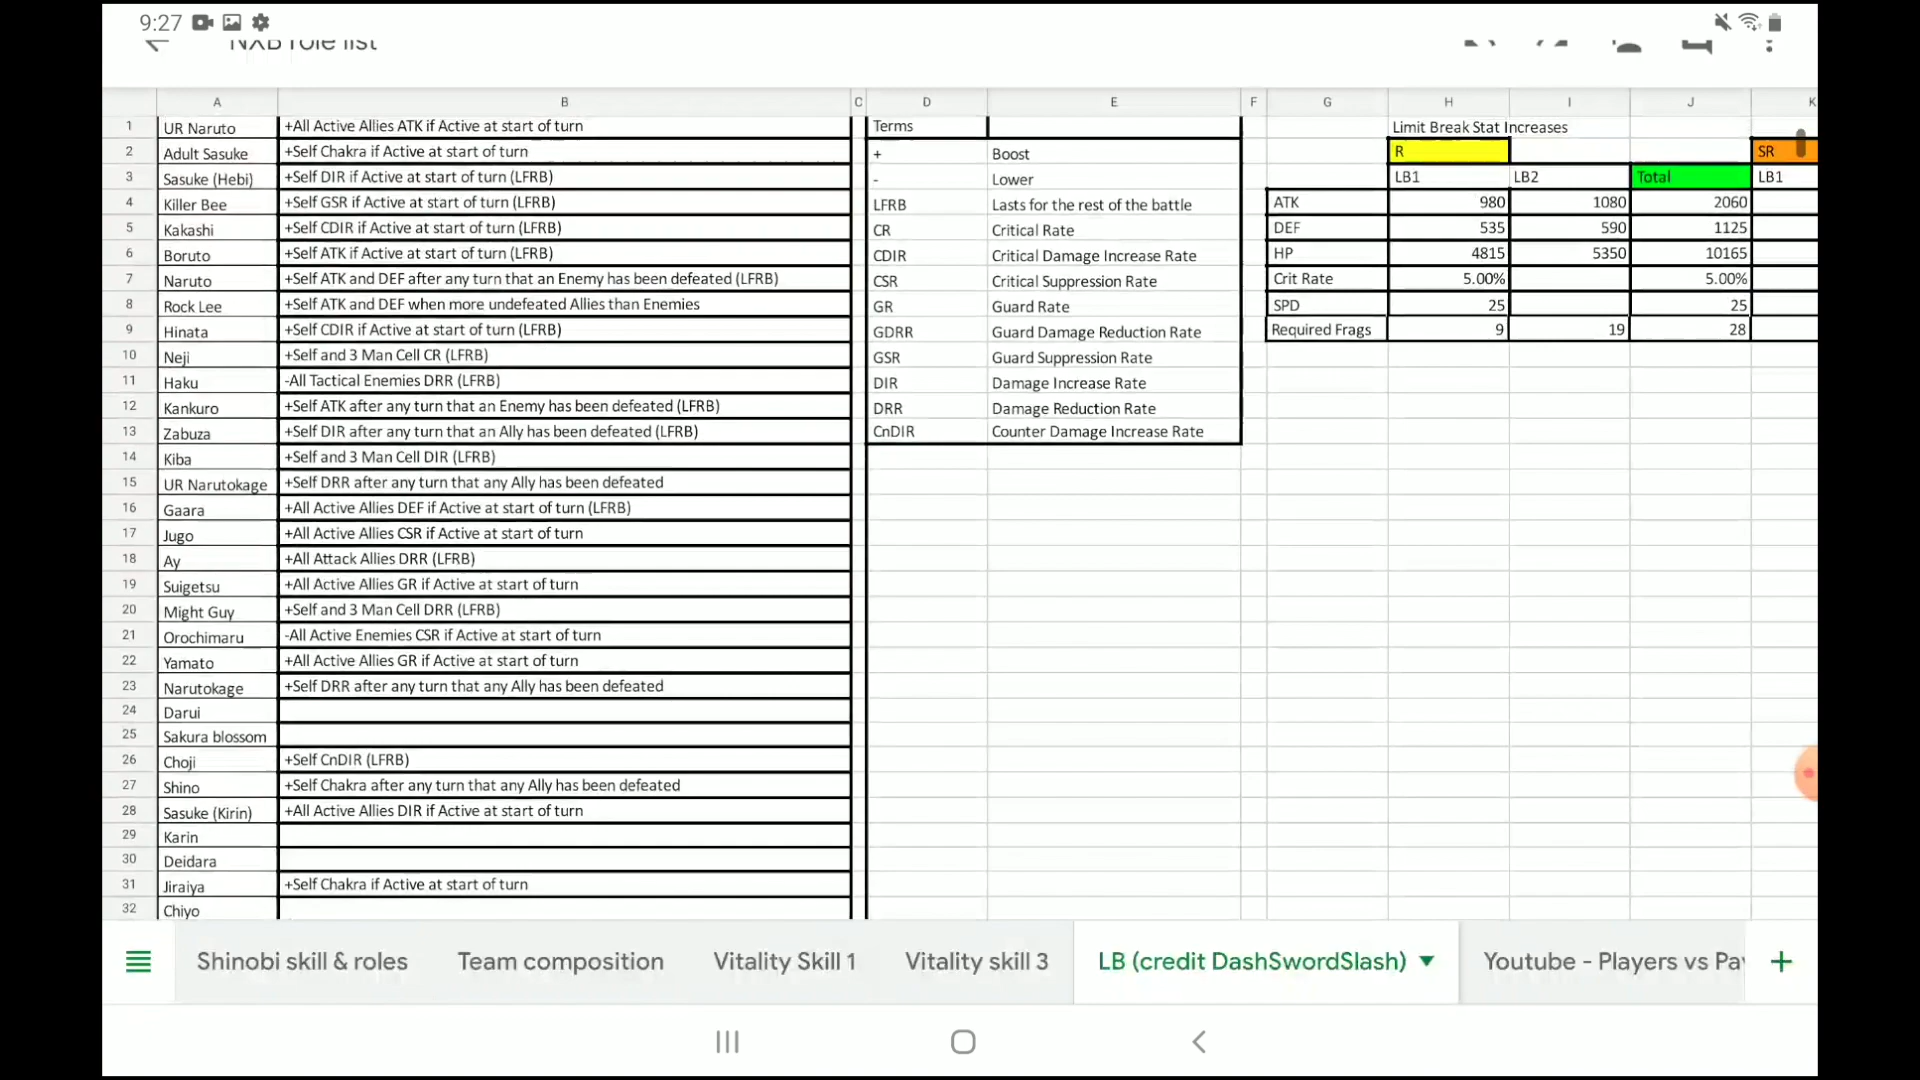 9:27
NXB role list
A B C D E F G H I J K
1 UR Naruto +All Active Allies ATK if Active at start of turn Terms Limit Break Stat Increases
2 Adult Sasuke +Self Chakra if Active at start of turn + Boost R SR
3 Sasuke (Hebi) +Self DIR if Active at start of turn (LFRB) - Lower LB1 LB2 Total LB1
4 Killer Bee +Self GSR if Active at start of turn (LFRB) LFRB Lasts for the rest of the battle ATK 980 1080 2060
5 Kakashi +Self CDIR if Active at start of turn (LFRB) CR Critical Rate DEF 535 590 1125
6 Boruto +Self ATK if Active at start of turn (LFRB) CDIR Critical Damage Increase Rate HP 4815 5350 10165
7 Naruto +Self ATK and DEF after any turn that an Enemy has been defeated (LFRB) CSR Critical Suppression Rate Crit Rate 5.00% 5.00%
8 Rock Lee +Self ATK and DEF when more undefeated Allies than Enemies GR Guard Rate SPD 25 25
9 Hinata +Self CDIR if Active at start of turn (LFRB) GDRR Guard Damage Reduction Rate Required Frags 9 19 28
10 Neji +Self and 3 Man Cell CR (LFRB) GSR Guard Suppression Rate
11 Haku -All Tactical Enemies DRR (LFRB) DIR Damage Increase Rate
12 Kankuro +Self ATK after any turn that an Enemy has been defeated (LFRB) DRR Damage Reduction Rate
13 Zabuza +Self DIR after any turn that an Ally has been defeated (LFRB) CnDIR Counter Damage Increase Rate
14 Kiba +Self and 3 Man Cell DIR (LFRB)
15 UR Narutokage +Self DRR after any turn that any Ally has been defeated
16 Gaara +All Active Allies DEF if Active at start of turn (LFRB)
17 Jugo +All Active Allies CSR if Active at start of turn
18 Ay +All Attack Allies DRR (LFRB)
19 Suigetsu +All Active Allies GR if Active at start of turn
20 Might Guy +Self and 3 Man Cell DRR (LFRB)
21 Orochimaru -All Active Enemies CSR if Active at start of turn
22 Yamato +All Active Allies GR if Active at start of turn
23 Narutokage +Self DRR after any turn that any Ally has been defeated
24 Darui
25 Sakura blossom
26 Choji +Self CnDIR (LFRB)
27 Shino +Self Chakra after any turn that any Ally has been defeated
28 Sasuke (Kirin) +All Active Allies DIR if Active at start of turn
29 Karin
30 Deidara
31 Jiraiya +Self Chakra if Active at start of turn
32 Chiyo
Shinobi skill & roles Team composition Vitality Skill 1 Vitality skill 3 LB (credit DashSwordSlash) Youtube - Players vs Pa